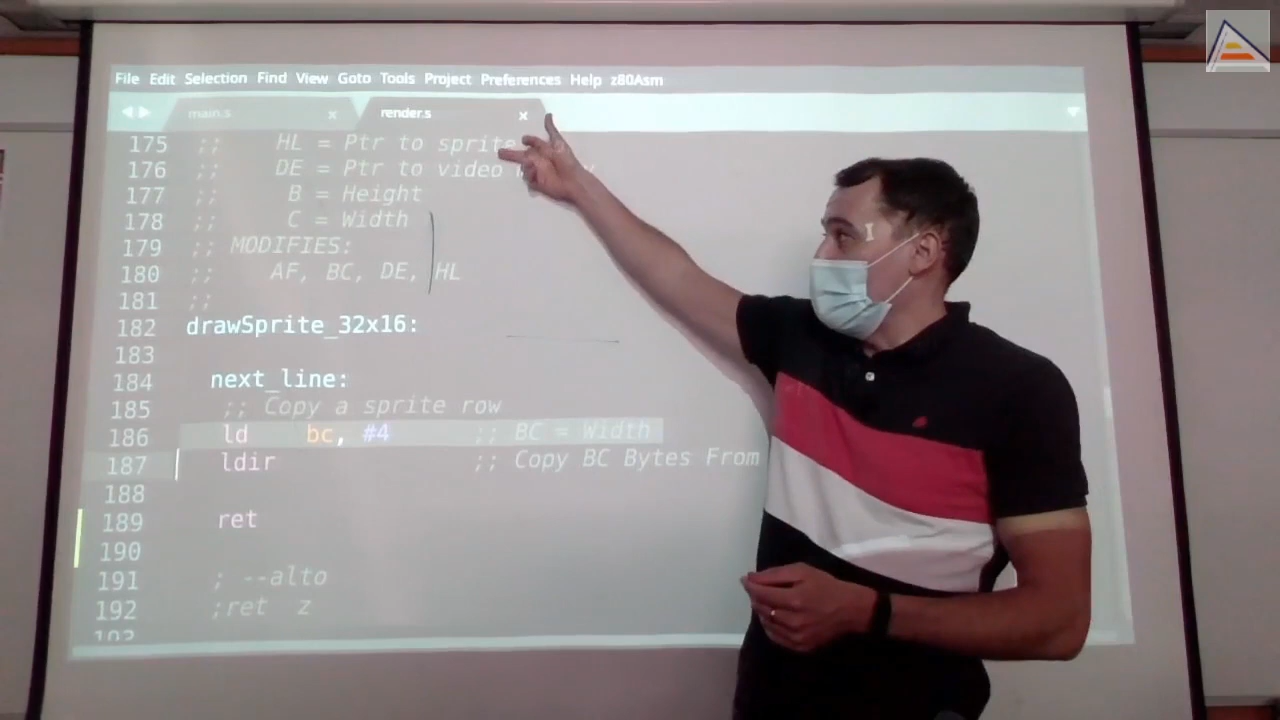 File Edit Selection Find View Goto Tools Project Preferences Help z80Asm
main.s x render.s x
175 ;; HL = Ptr to sprite
176 ;; DE = Ptr to video
177 ;; B = Height
178 ;; C = Width
179 ;; MODIFIES:
180 ;; AF, BC, DE, HL
181 ;;
182 drawSprite_32x16:
183
184 next_line:
185 ;; Copy a sprite row
186 ld bc, #4 ;; BC = Width
187 ldir ;; Copy BC Bytes From
188
189 ret
190
191 ; --alto
192 ;ret z
193